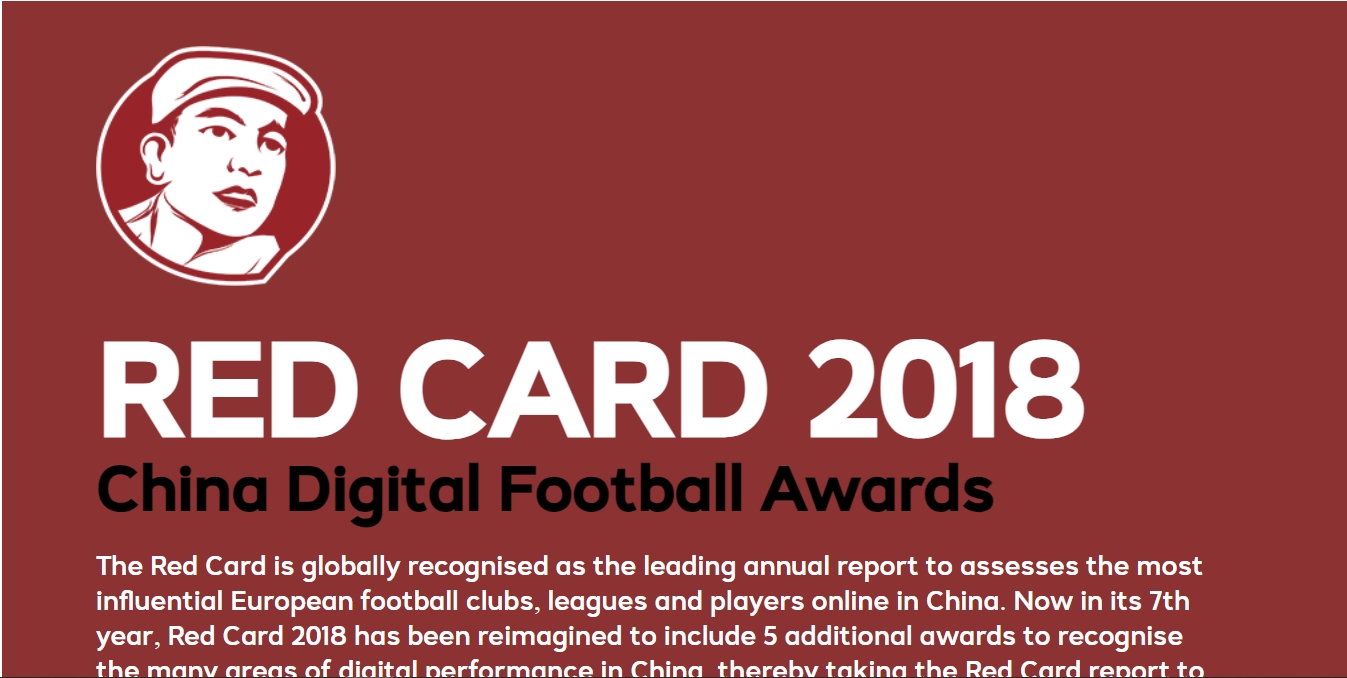 RED CARD 2018
China Digital Football Awards
The Red Card is globally recognised as the leading annual report to assesses the most
influential European football clubs, leagues and players online in China. Now in its 7th
year, Red Card 2018 has been reimagined to include 5 additional awards to recognise
the many areas of digital performance in China, thereby taking the Red Card report to